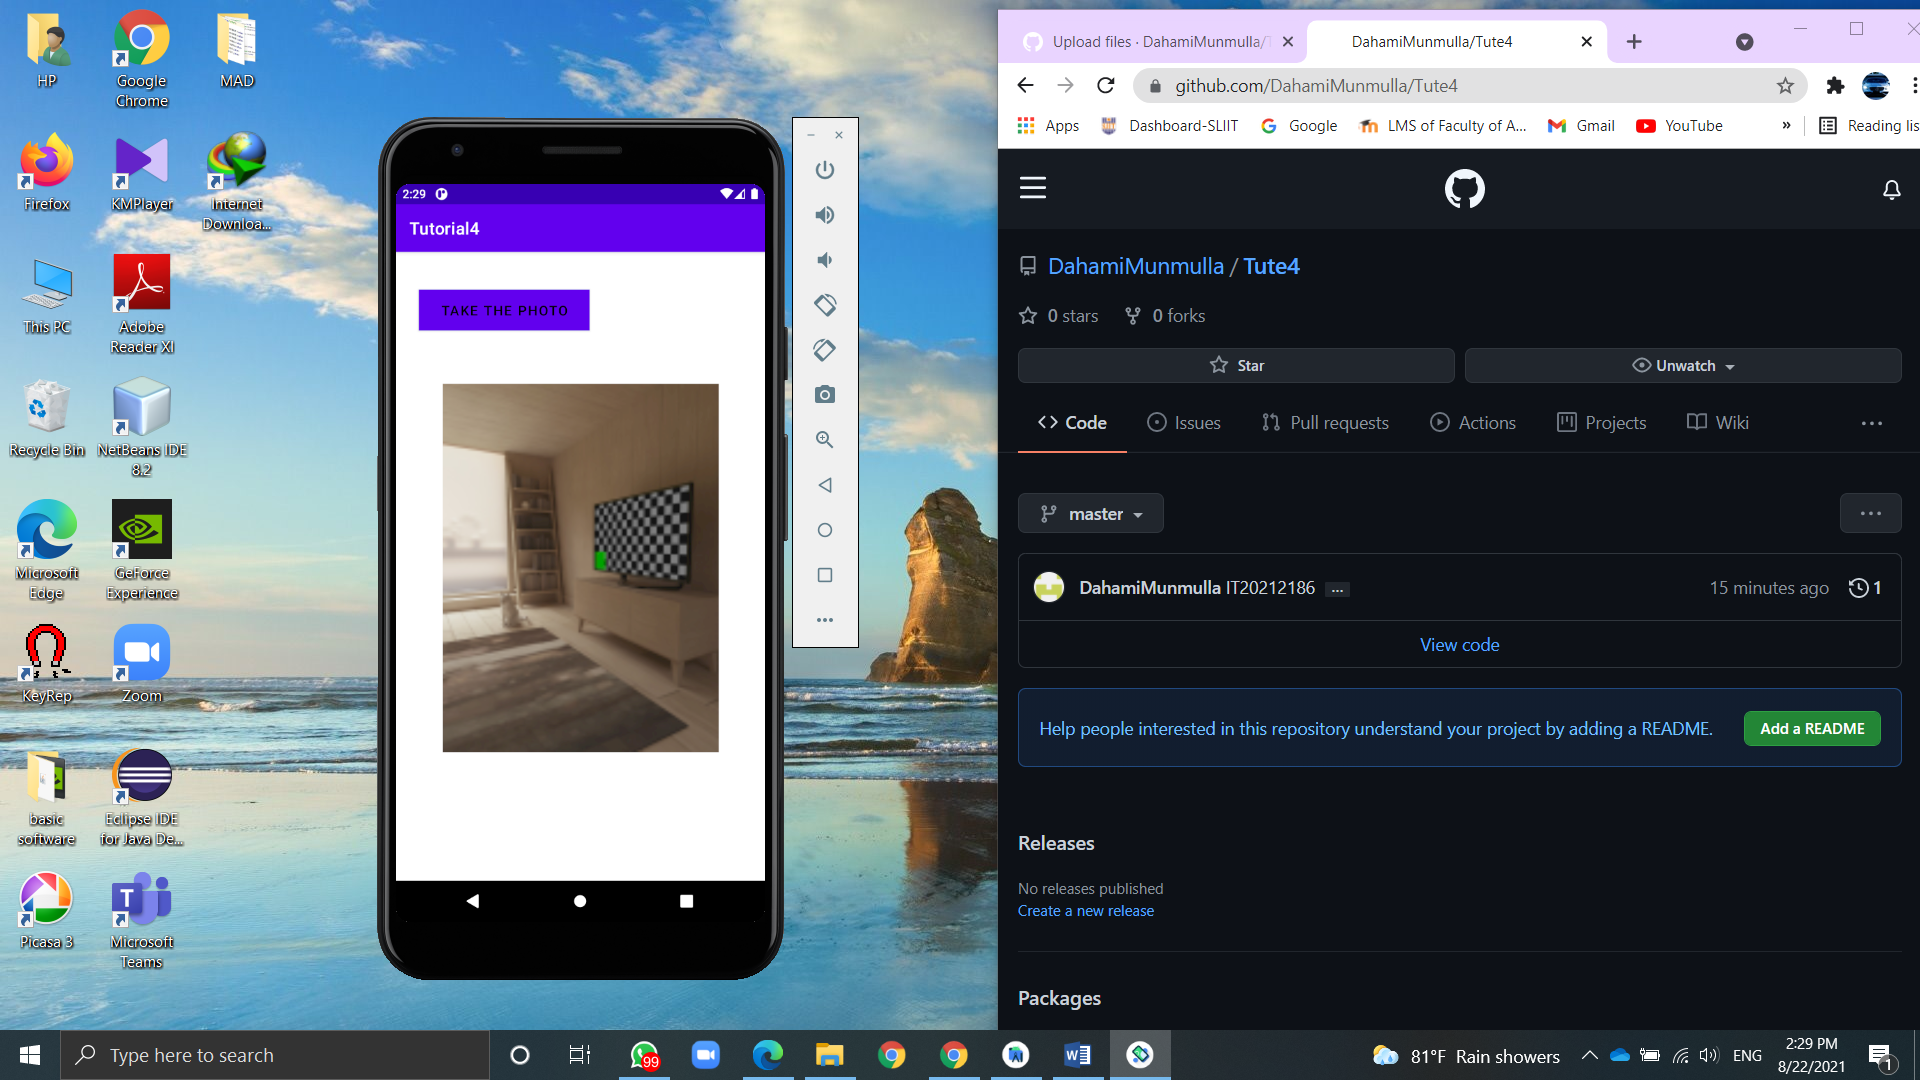 HP
Google
Chrome
MAD
Firefox
KMPlayer
Internet
Downloa...
This PC
Adobe
Reader XI
Recycle Bin
NetBeans IDE
8.2
Microsoft
Edge
GeForce
Experience
KeyRep
Zoom
basic
software
Eclipse IDE
for Java De...
Picasa 3
Microsoft
Teams
2:29
Tutorial4
TAKE THE PHOTO
Upload files · DahamiMunmulla/T
DahamiMunmulla/Tute4
github.com/DahamiMunmulla/Tute4
Apps
Dashboard-SLIIT
Google
LMS of Faculty of A...
Gmail
YouTube
»
Reading lis
DahamiMunmulla / Tute4
0 stars
0 forks
Star
Unwatch
Code
Issues
Pull requests
Actions
Projects
Wiki
master
DahamiMunmulla IT20212186 ...
15 minutes ago
1
View code
Help people interested in this repository understand your project by adding a README.
Add a README
Releases
No releases published
Create a new release
Packages
Type here to search
99
81°F Rain showers
ENG
2:29 PM
8/22/2021
1